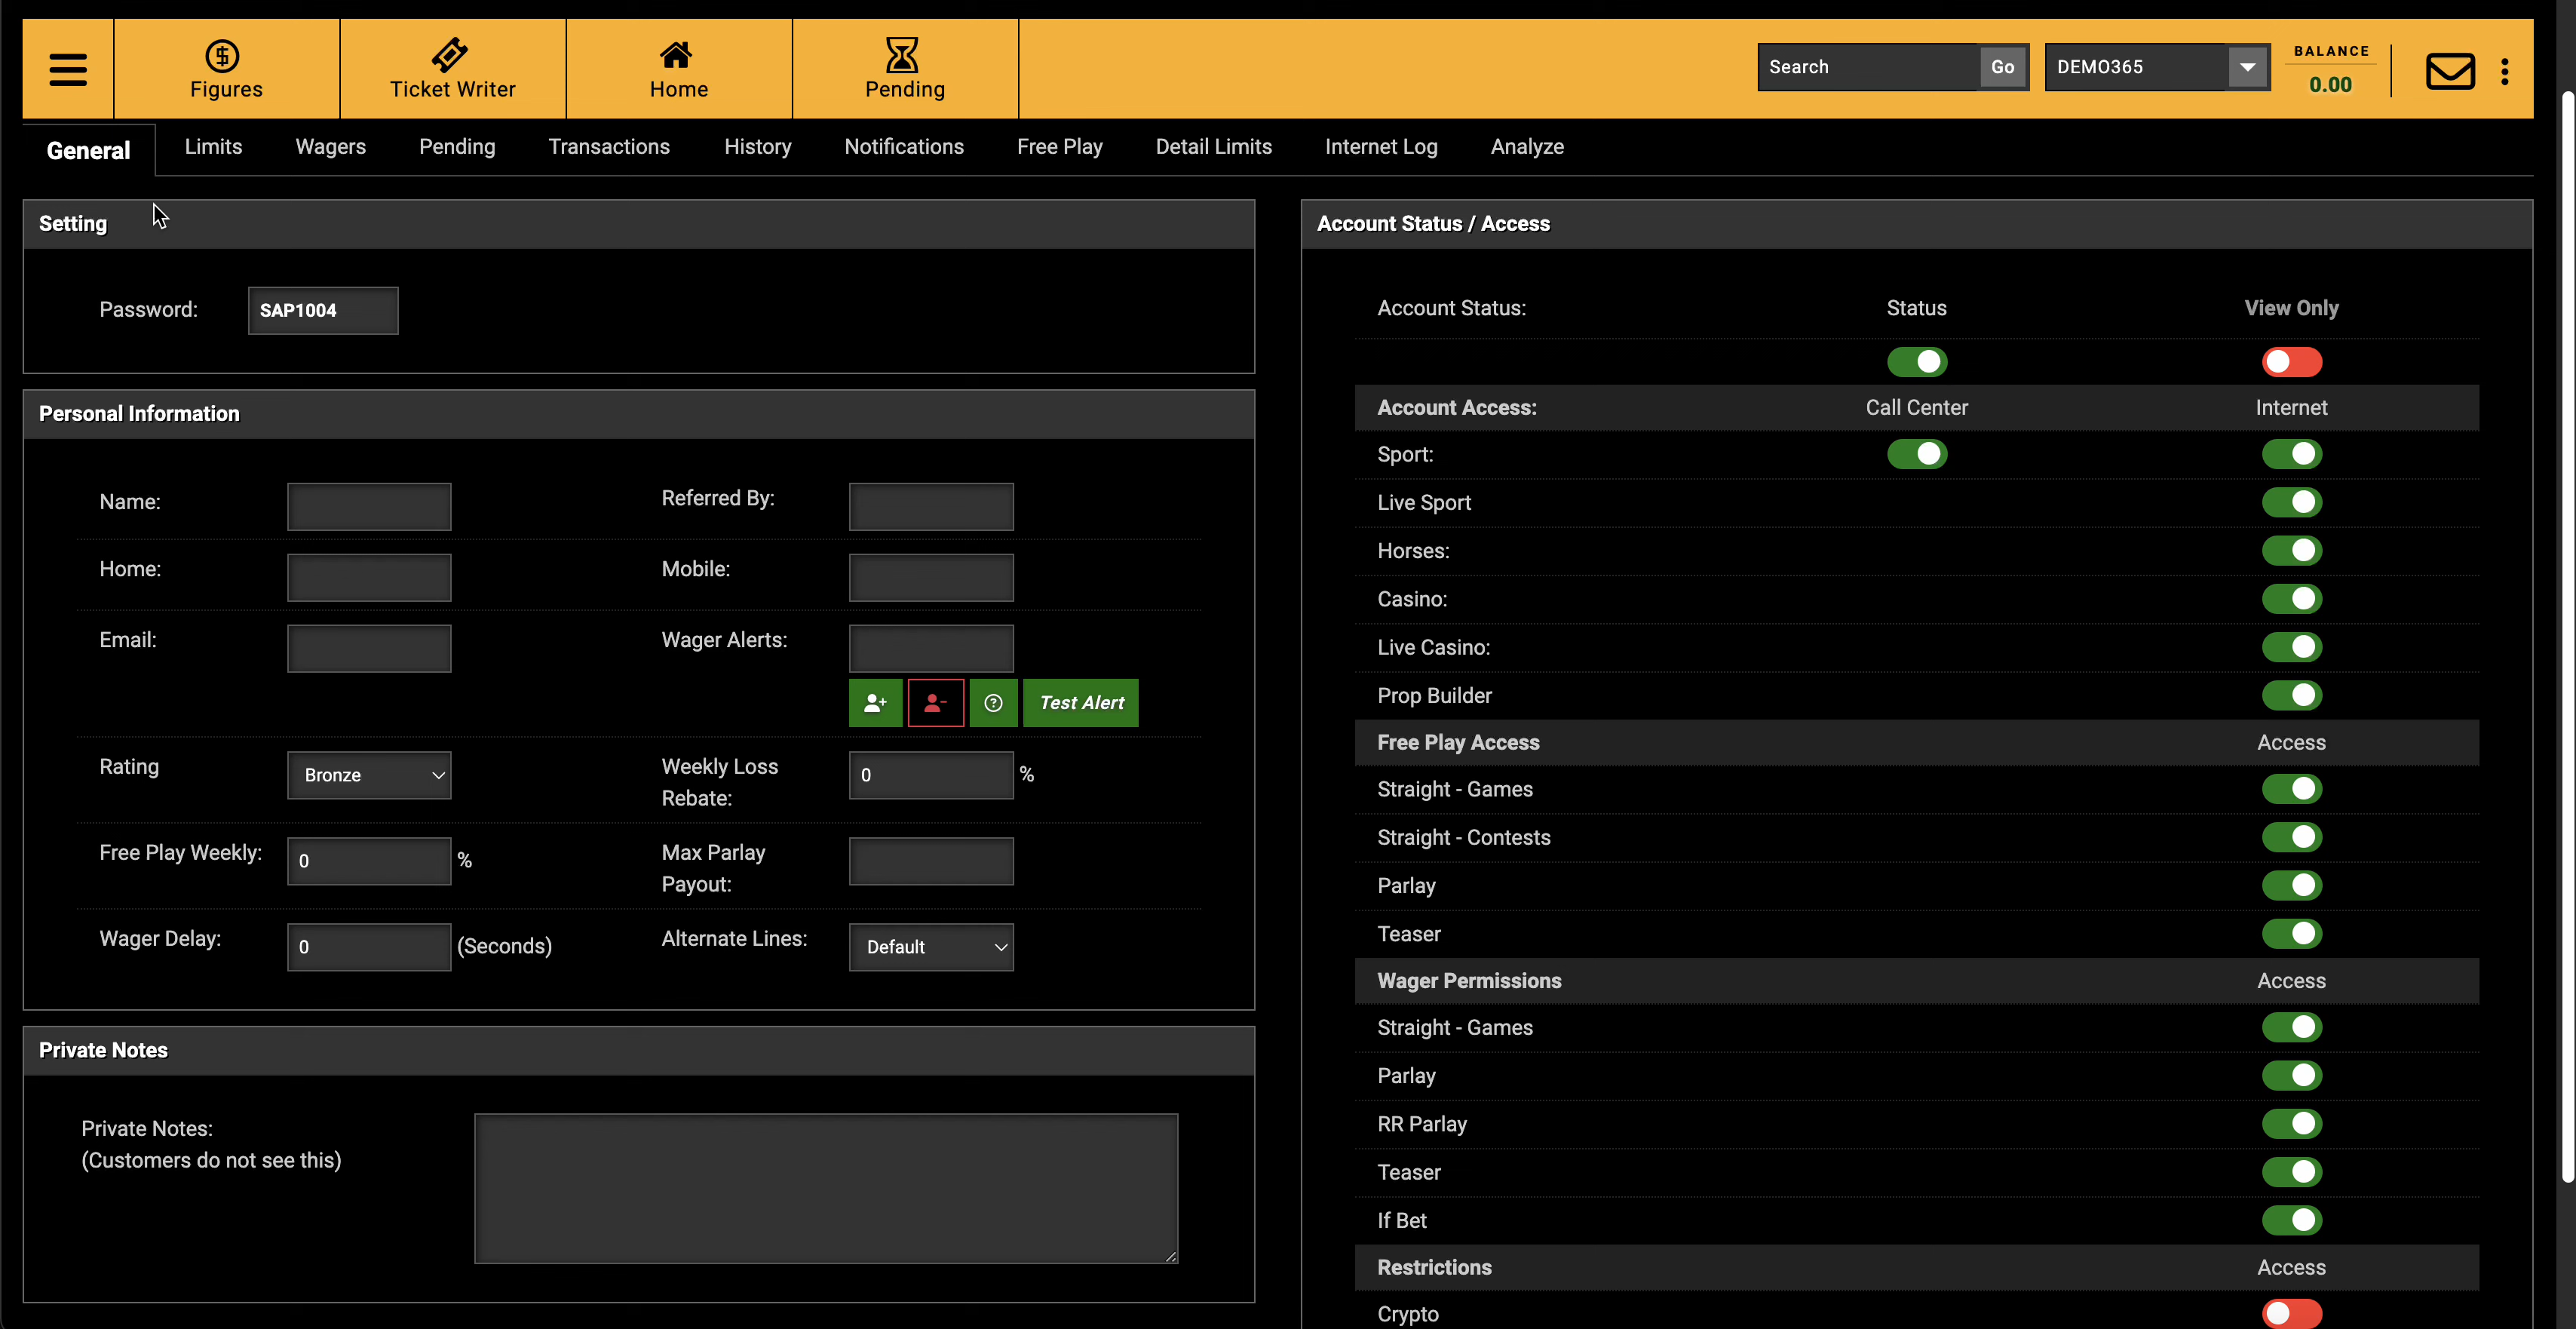 Figures
Ticket Writer
Home
Pending
Search
Go
DEMO365
BALANCE
0.00
General
Limits
Wagers
Pending
Transactions
History
Notifications
Free Play
Detail Limits
Internet Log
Analyze
Setting
Password:
SAP1004
Personal Information
Name:
Referred By:
Home:
Mobile:
Email:
Wager Alerts:
Test Alert
Rating
Bronze
Weekly Loss
Rebate:
0
%
Free Play Weekly:
0
%
Max Parlay
Payout:
Wager Delay:
0
(Seconds)
Alternate Lines:
Default
Private Notes
Private Notes:
(Customers do not see this)
Account Status / Access
Account Status:
Status
View Only
Account Access:
Call Center
Internet
Sport:
Live Sport
Horses:
Casino:
Live Casino:
Prop Builder
Free Play Access
Access
Straight - Games
Straight - Contests
Parlay
Teaser
Wager Permissions
Access
Straight - Games
Parlay
RR Parlay
Teaser
If Bet
Restrictions
Access
Crypto